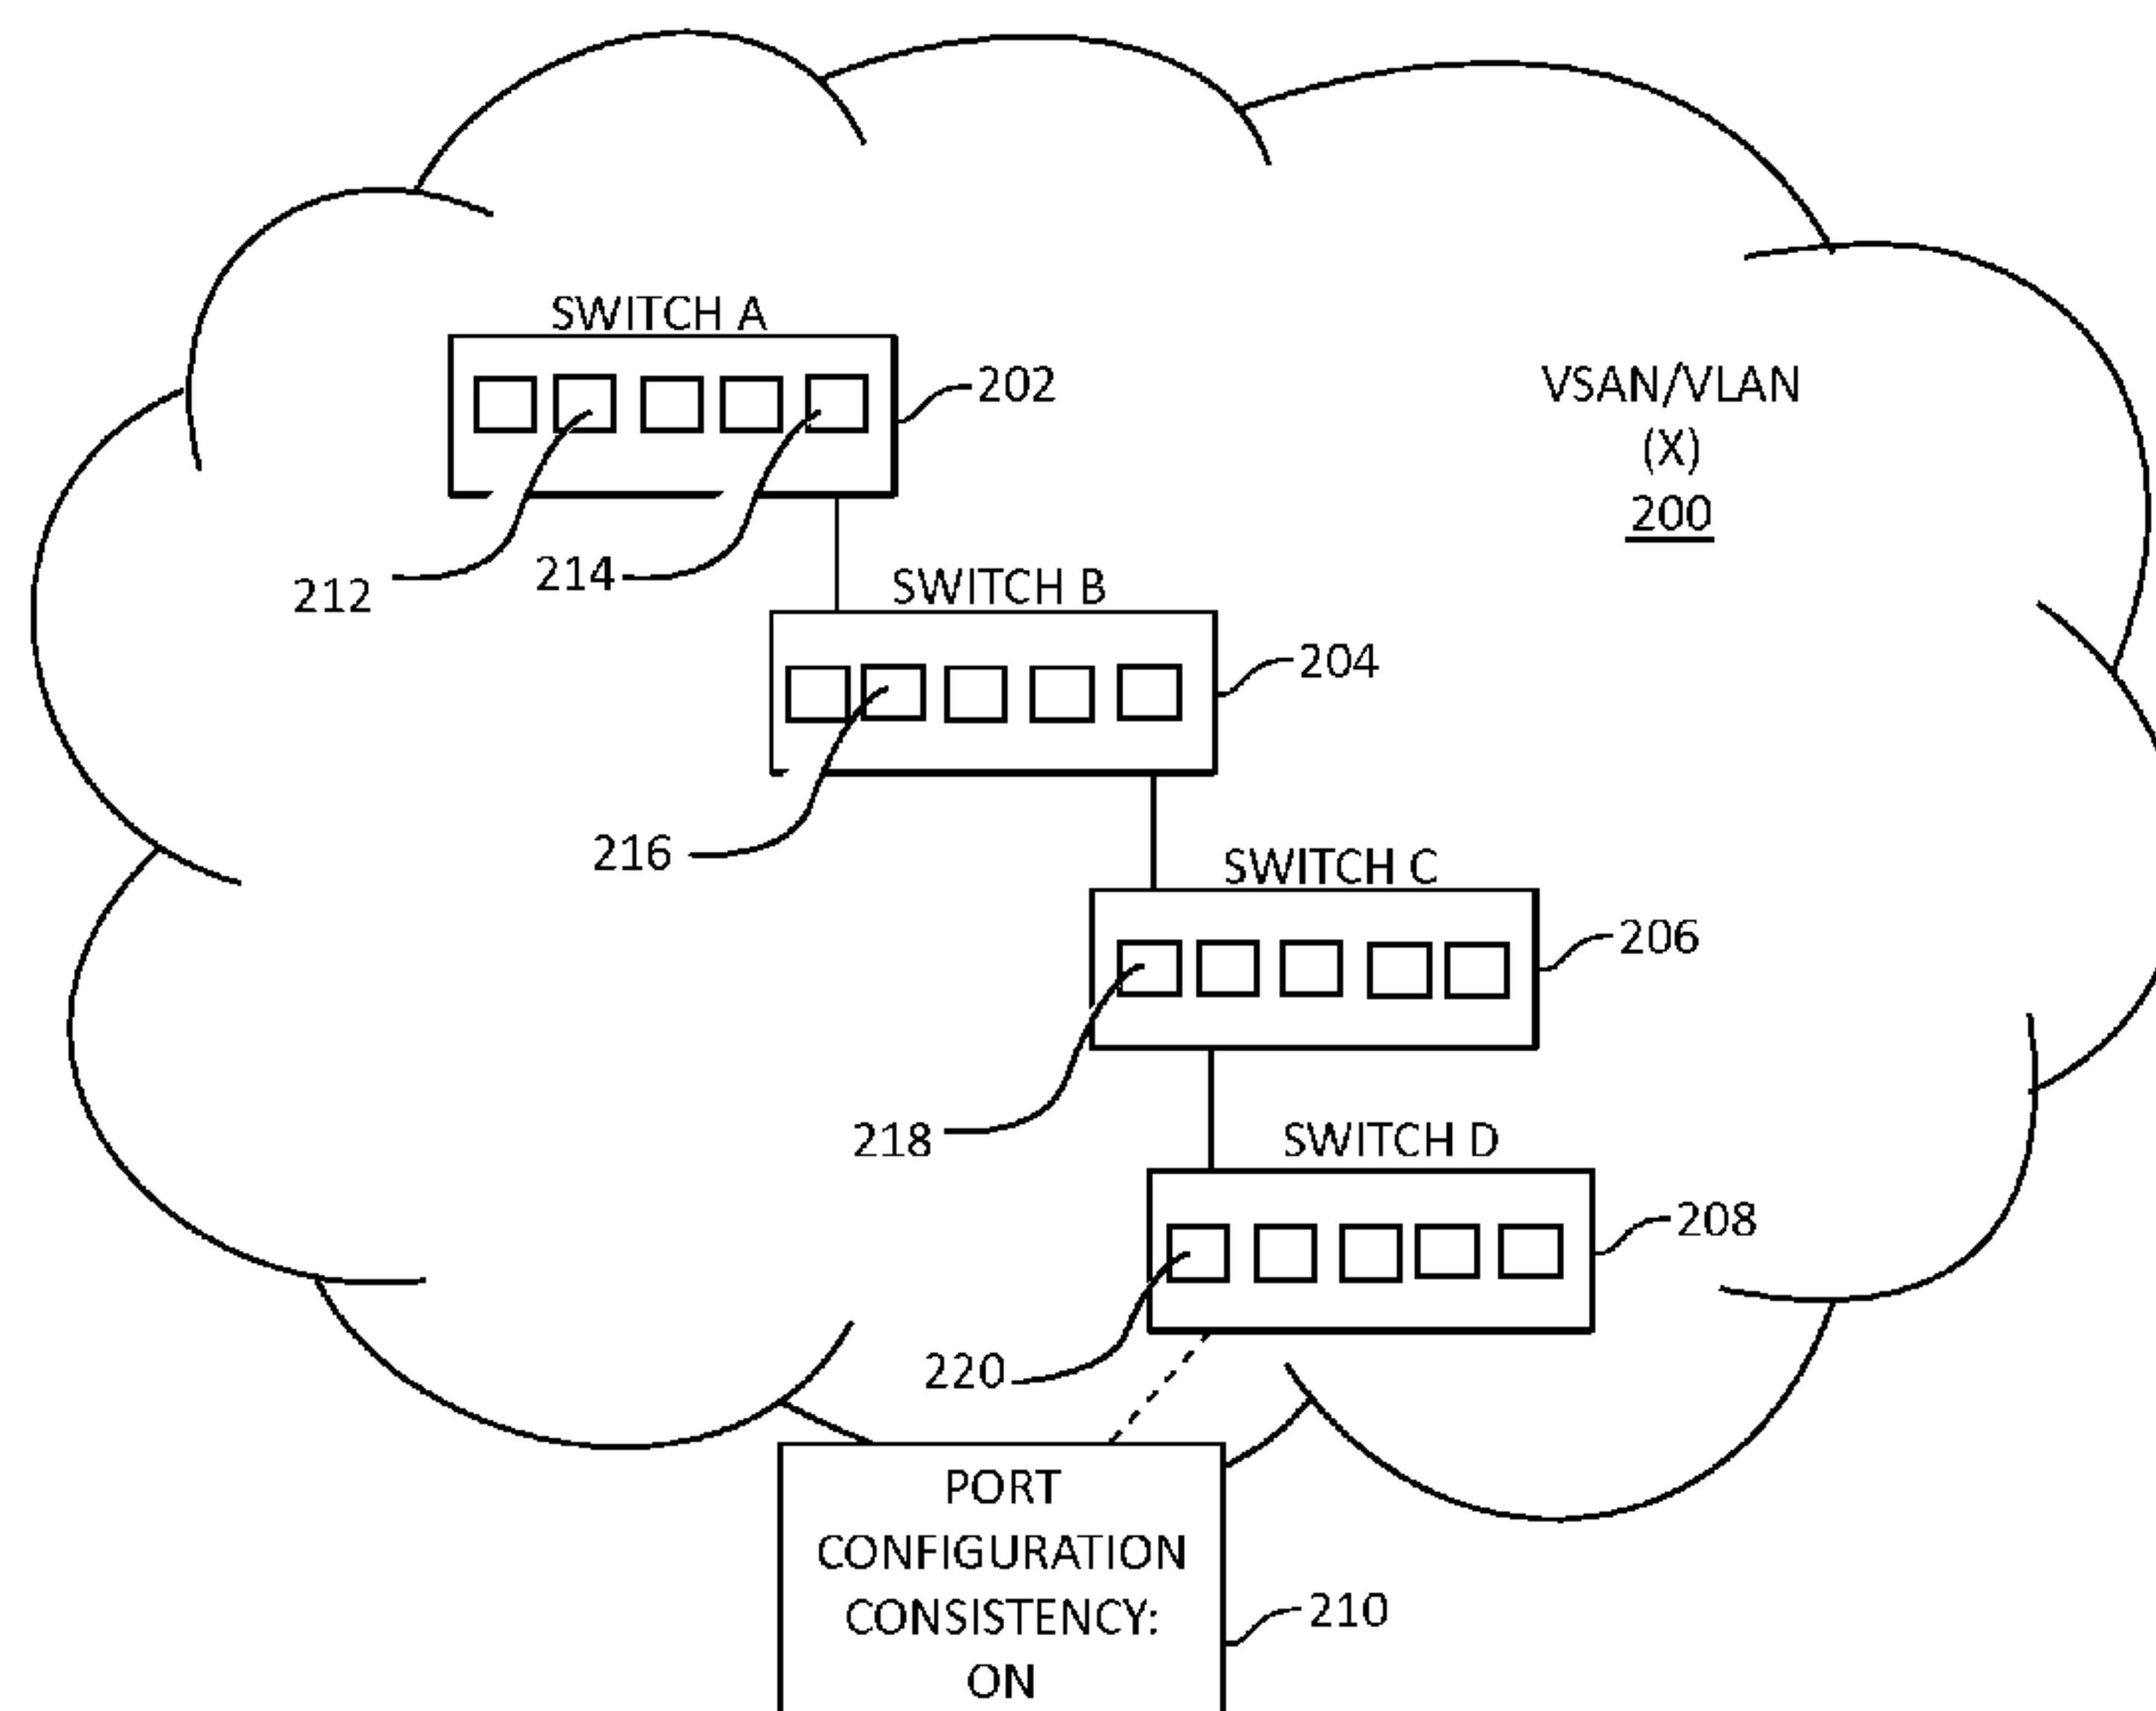 SWITCH A
202
VSAN/VLAN
(X)
200
212
214
SWITCH B
204
216
SWITCH C
206
218
SWITCH D
208
220
PORT
CONFIGURATION
CONSISTENCY:
ON
210